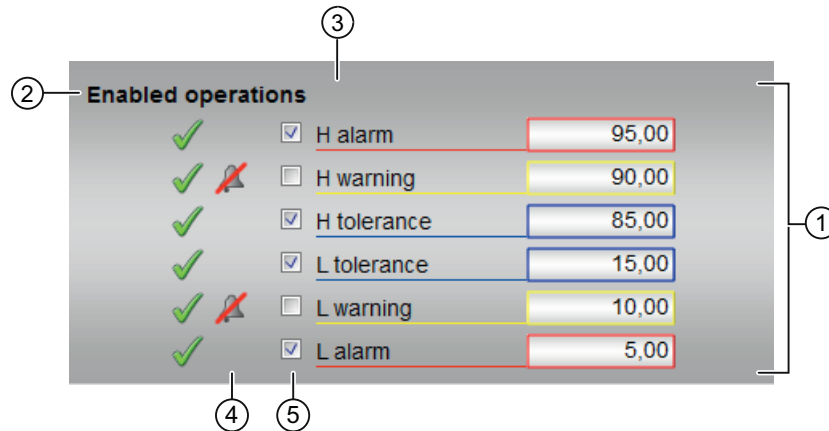 3
2 Enabled operations
H alarm 95,00
H warning 90,00
H tolerance 85,00
1
L tolerance 15,00
L warning 10,00
L alarm 5,00
4 5